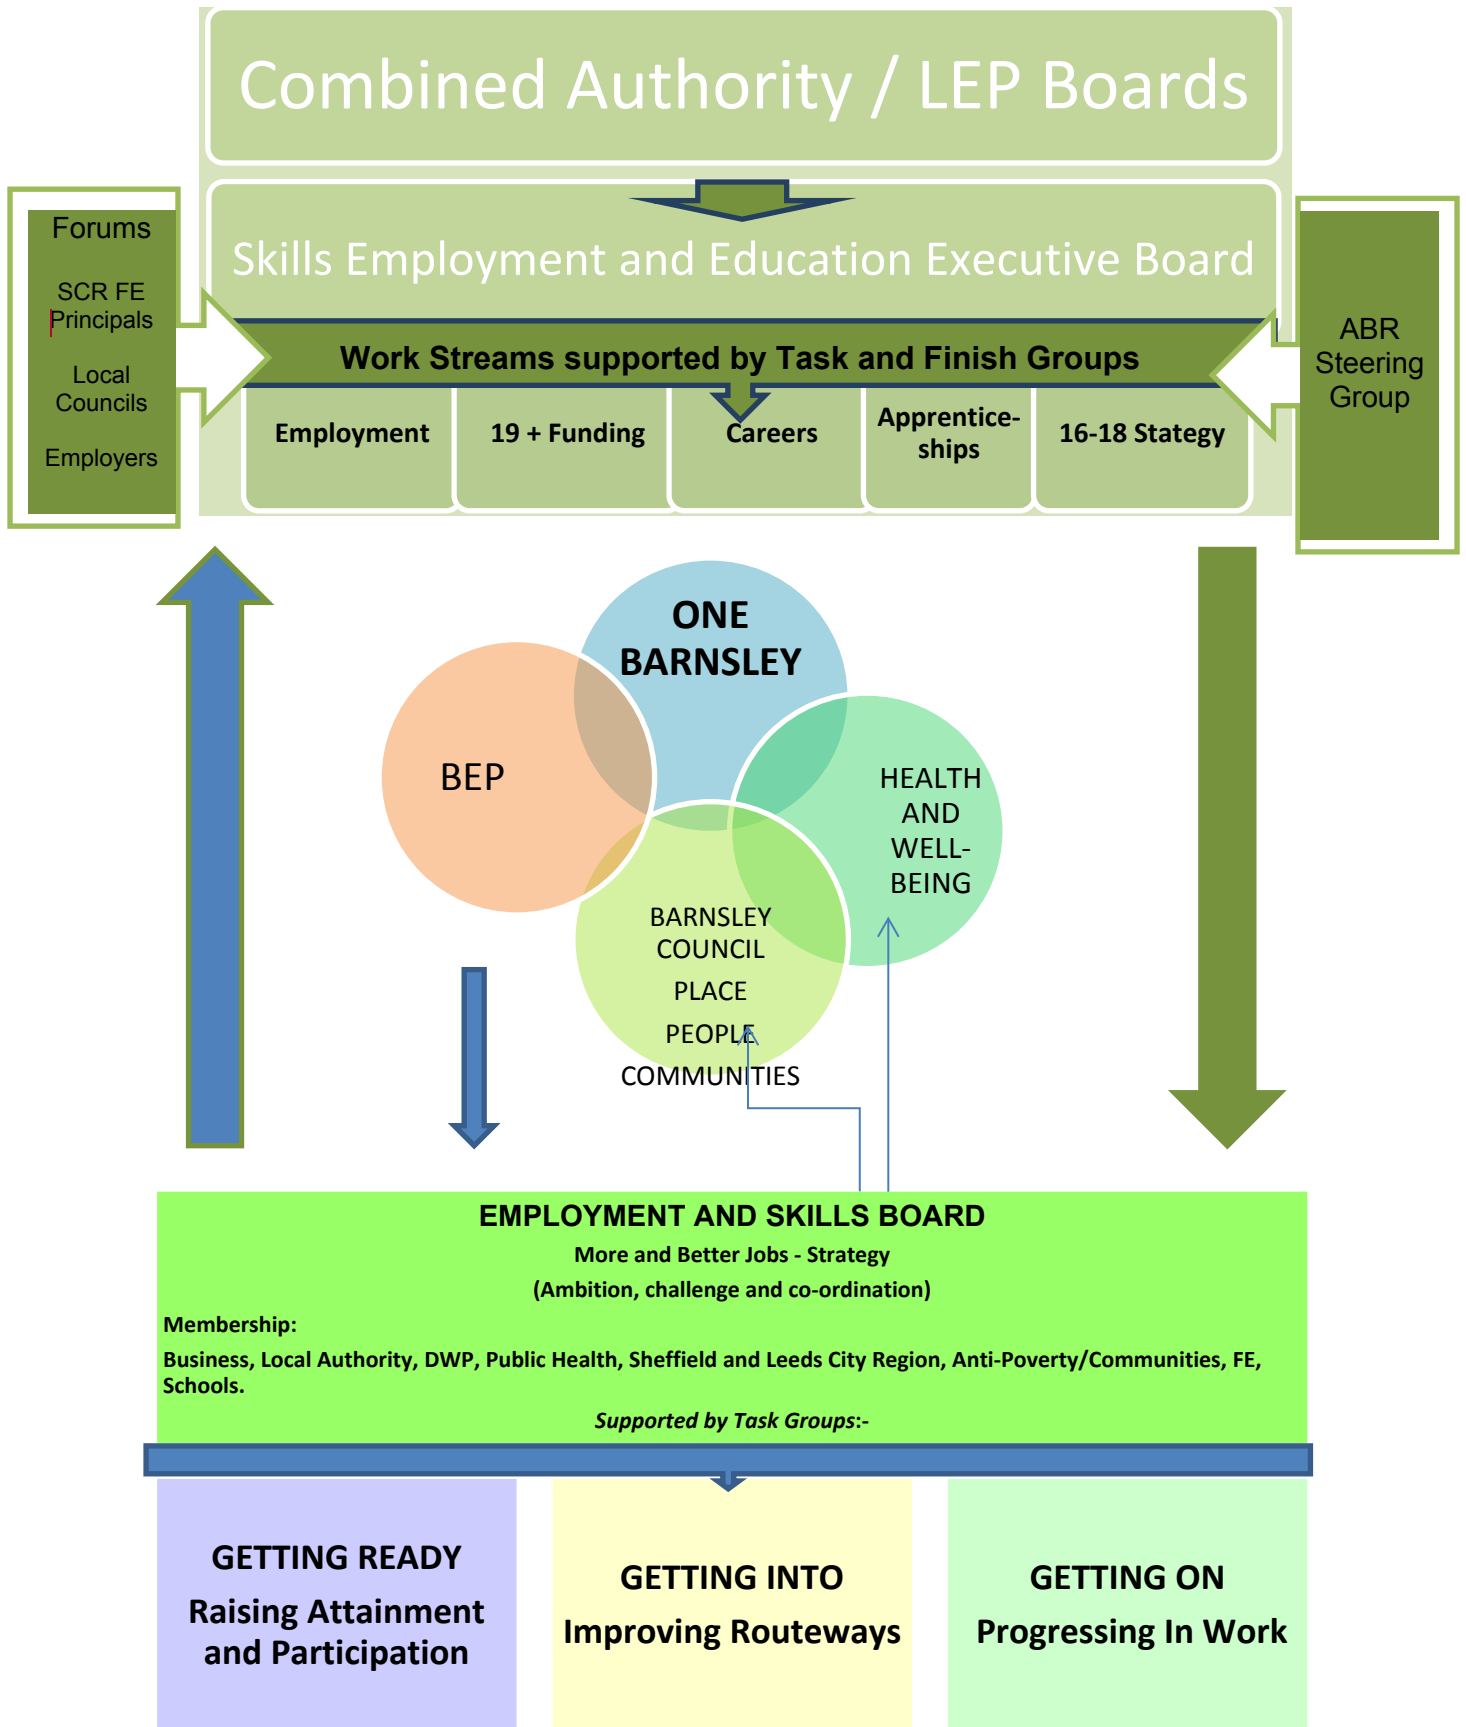 Combined Authority / LEP Boards
Skills Employment and Education Executive Board
Forums
SCR FE
Principals
Local
Councils
Employers
Work Streams supported by Task and Finish Groups
ABR
Steering
Group
Employment
19 + Funding
Careers
Apprentice-
ships
16-18 Stategy
ONE
BARNSLEY
BEP
HEALTH
AND
WELL-
BEING
BARNSLEY
COUNCIL
PLACE
PEOPLE
COMMUNITIES
EMPLOYMENT AND SKILLS BOARD
More and Better Jobs - Strategy
(Ambition, challenge and co-ordination)
Membership:
Business, Local Authority, DWP, Public Health, Sheffield and Leeds City Region, Anti-Poverty/Communities, FE,
Schools.
Supported by Task Groups:-
GETTING READY
Raising Attainment
and Participation
GETTING INTO
Improving Routeways
GETTING ON
Progressing In Work